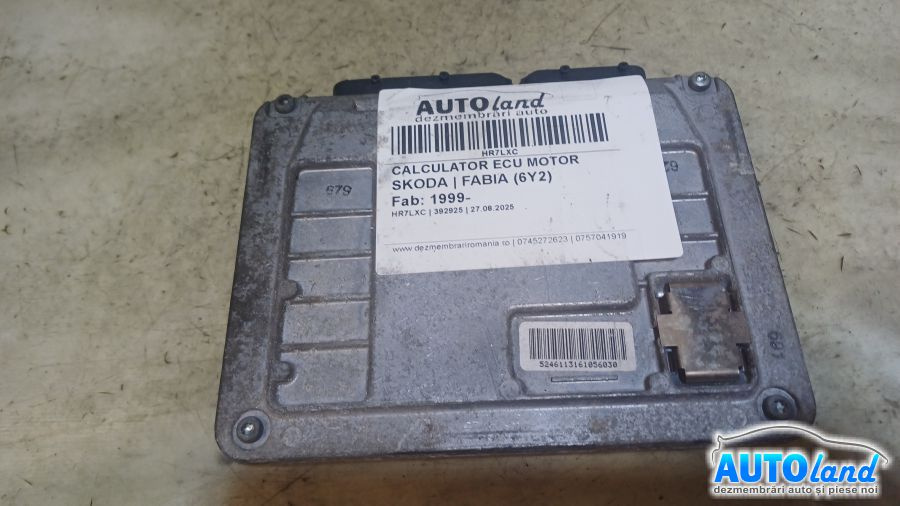 AUTOland
dezmembrări auto
HR7LXC
CALCULATOR ECU MOTOR
SKODA | FABIA (6Y2)
Fab: 1999-
HR7LXC | 392925 | 27.08.2025
www.dezmembrariromania.ro | 0745272623 | 0757041919
679
5246113161056030
AUTOland
dezmembrări auto și piese noi